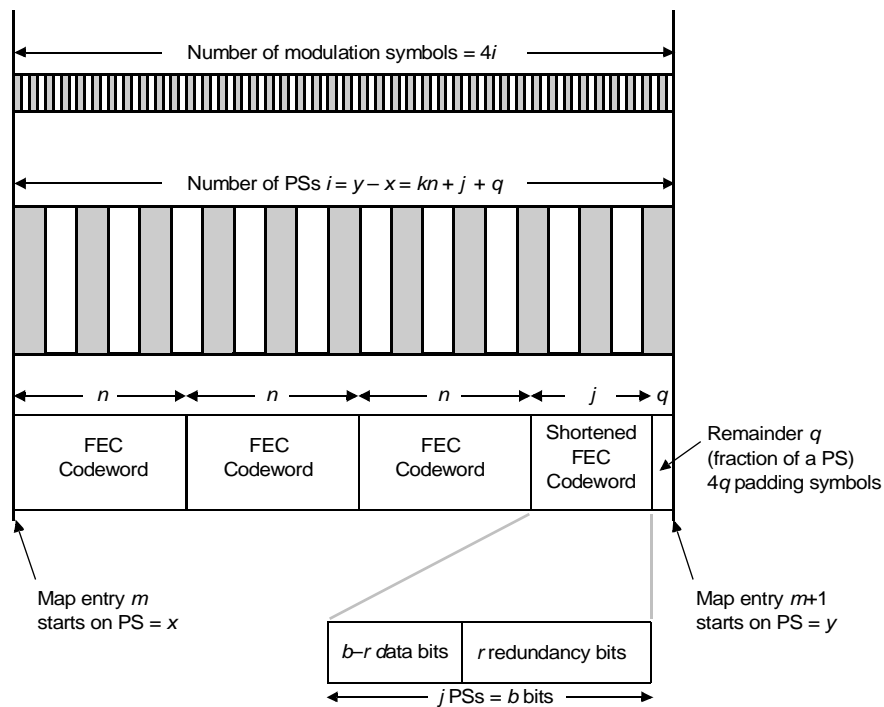 Number of modulation symbols = 4i
Number of PSs i = y – x = kn + j + q
n n n j q
FEC
Codeword
FEC
Codeword
FEC
Codeword
Shortened
FEC
Codeword
Remainder q
(fraction of a PS)
4q padding symbols
Map entry m
starts on PS = x
Map entry m+1
starts on PS = y
b–r data bits
r redundancy bits
j PSs = b bits